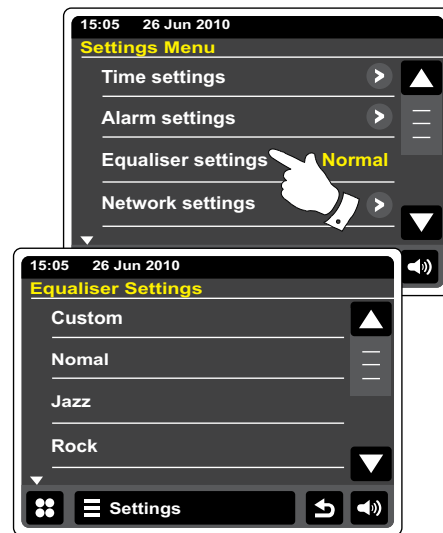 15:05 26 Jun 2010
Settings Menu
Time settings
Alarm settings
Equaliser settings Normal
Network settings
15:05 26 Jun 2010
Equaliser Settings
Custom
Nomal
Jazz
Rock
Settings